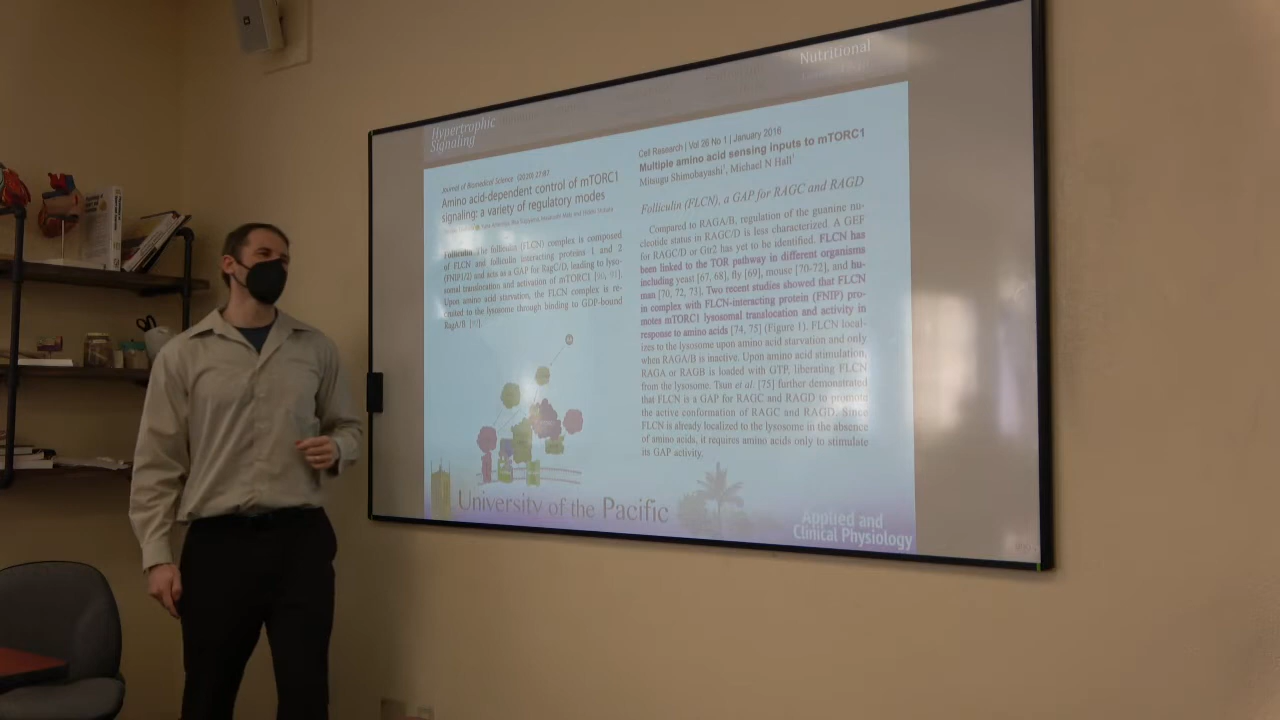 Nutritional
Hypertrophic
Signaling
Journal of Biomedical Science (2020) 27:87
Amino acid-dependent control of mTORC1
signaling: a variety of regulatory modes
Folliculin The folliculin (FLCN) complex is composed
of FLCN and folliculin interacting proteins 1 and 2
(FNIP1/2) and acts as a GAP for RagC/D, leading to lyso-
somal translocation and activation of mTORC1
Upon amino acid starvation, the FLCN complex is re-
cruited to the lysosome through binding to GDP-bound
RagA/B
Cell Research | Vol 26 No 1 | January 2016
Multiple amino acid sensing inputs to mTORC1
Mitsugu Shimobayashi¹, Michael N Hall¹
Folliculin (FLCN), a GAP for RAGC and RAGD
Compared to RAGA/B, regulation of the guanine nu-
cleotide status in RAGC/D is less characterized. A GEF
for RAGC/D or Gtr2 has yet to be identified. FLCN has
been linked to the TOR pathway in different organisms
including yeast [67, 68], fly [69], mouse [70-72], and hu-
man [70, 72, 73]. Two recent studies showed that FLCN
in complex with FLCN-interacting protein (FNIP) pro-
motes mTORC1 lysosomal translocation and activity in
response to amino acids [74, 75] (Figure 1). FLCN local-
izes to the lysosome upon amino acid starvation and only
when RAGA/B is inactive. Upon amino acid stimulation,
RAGA or RAGB is loaded with GTP, liberating FLCN
from the lysosome. Tsun et al. [75] further demonstrated
that FLCN is a GAP for RAGC and RAGD to promote
the active conformation of RAGC and RAGD. Since
FLCN is already localized to the lysosome in the absence
of amino acids, it requires amino acids only to stimulate
its GAP activity.
University of the Pacific
Applied and
Clinical Physiology